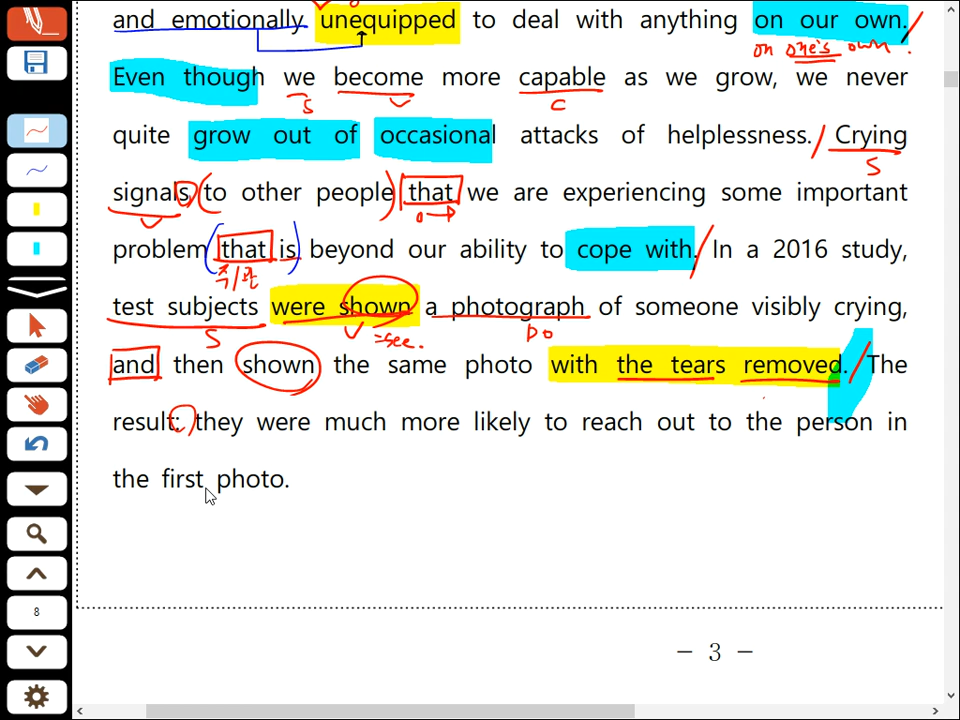 and emotionally unequipped to deal with anything on our own.
on one's own
Even though we become more capable as we grow, we never
S V C
quite grow out of occasional attacks of helplessness. Crying
S
signals, to other people that we are experiencing some important
V
problem that is beyond our ability to cope with. In a 2016 study,
주/관
test subjects were shown a photograph of someone visibly crying,
S V =see. DO
and then shown the same photo with the tears removed. The
result: they were much more likely to reach out to the person in
the first photo.
8
- 3 -